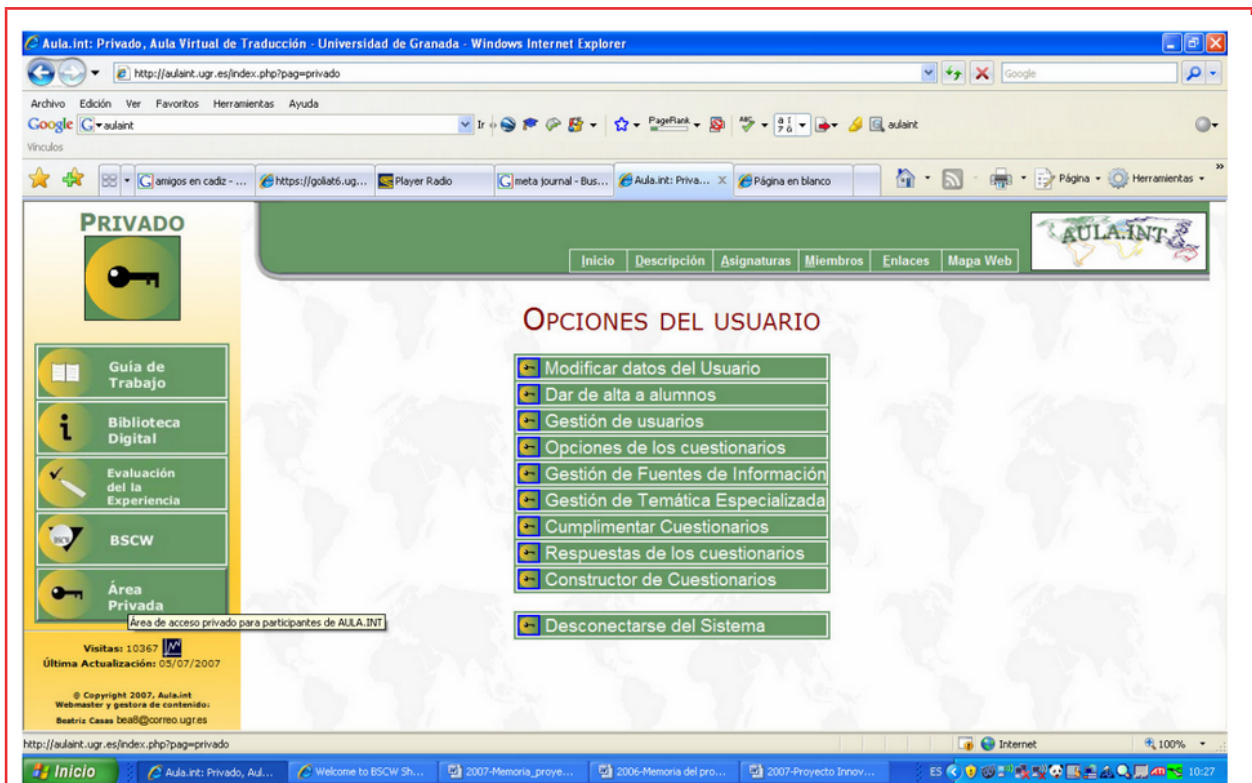 Aula.int: Privado, Aula Virtual de Traducción - Universidad de Granada - Windows Internet Explorer
http://aulaint.ugr.es/index.php?pag=privado
Google
Archivo Edición Ver Favoritos Herramientas Ayuda
Google G aulaint Ir PageRank aulaint
Vínculos
amigos en cadiz - ... https://goliat6.ug... Player Radio meta journal - Bus... Aula.int: Priva... X Página en blanco Página Herramientas »
PRIVADO
AULA.INT
Inicio Descripción Asignaturas Miembros Enlaces Mapa Web
OPCIONES DEL USUARIO
Modificar datos del Usuario
Dar de alta a alumnos
Gestión de usuarios
Opciones de los cuestionarios
Gestión de Fuentes de Información
Gestión de Temática Especializada
Cumplimentar Cuestionarios
Respuestas de los cuestionarios
Constructor de Cuestionarios
Desconectarse del Sistema
Guía de
Trabajo
i Biblioteca
Digital
Evaluación
del la
Experiencia
BSCW
Área
Privada
Área de acceso privado para participantes de AULA.INT
Visitas: 10367
Última Actualización: 05/07/2007
© Copyright 2007, Aula.int
Webmaster y gestora de contenido:
Beatriz Casas bea8@correo.ugr.es
http://aulaint.ugr.es/index.php?pag=privado Internet 100%
Inicio Aula.int: Privado, Aul... Welcome to BSCW Sh... 2007-Memoria_proye... 2006-Memoria del pro... 2007-Proyecto Innov... ES 10:27